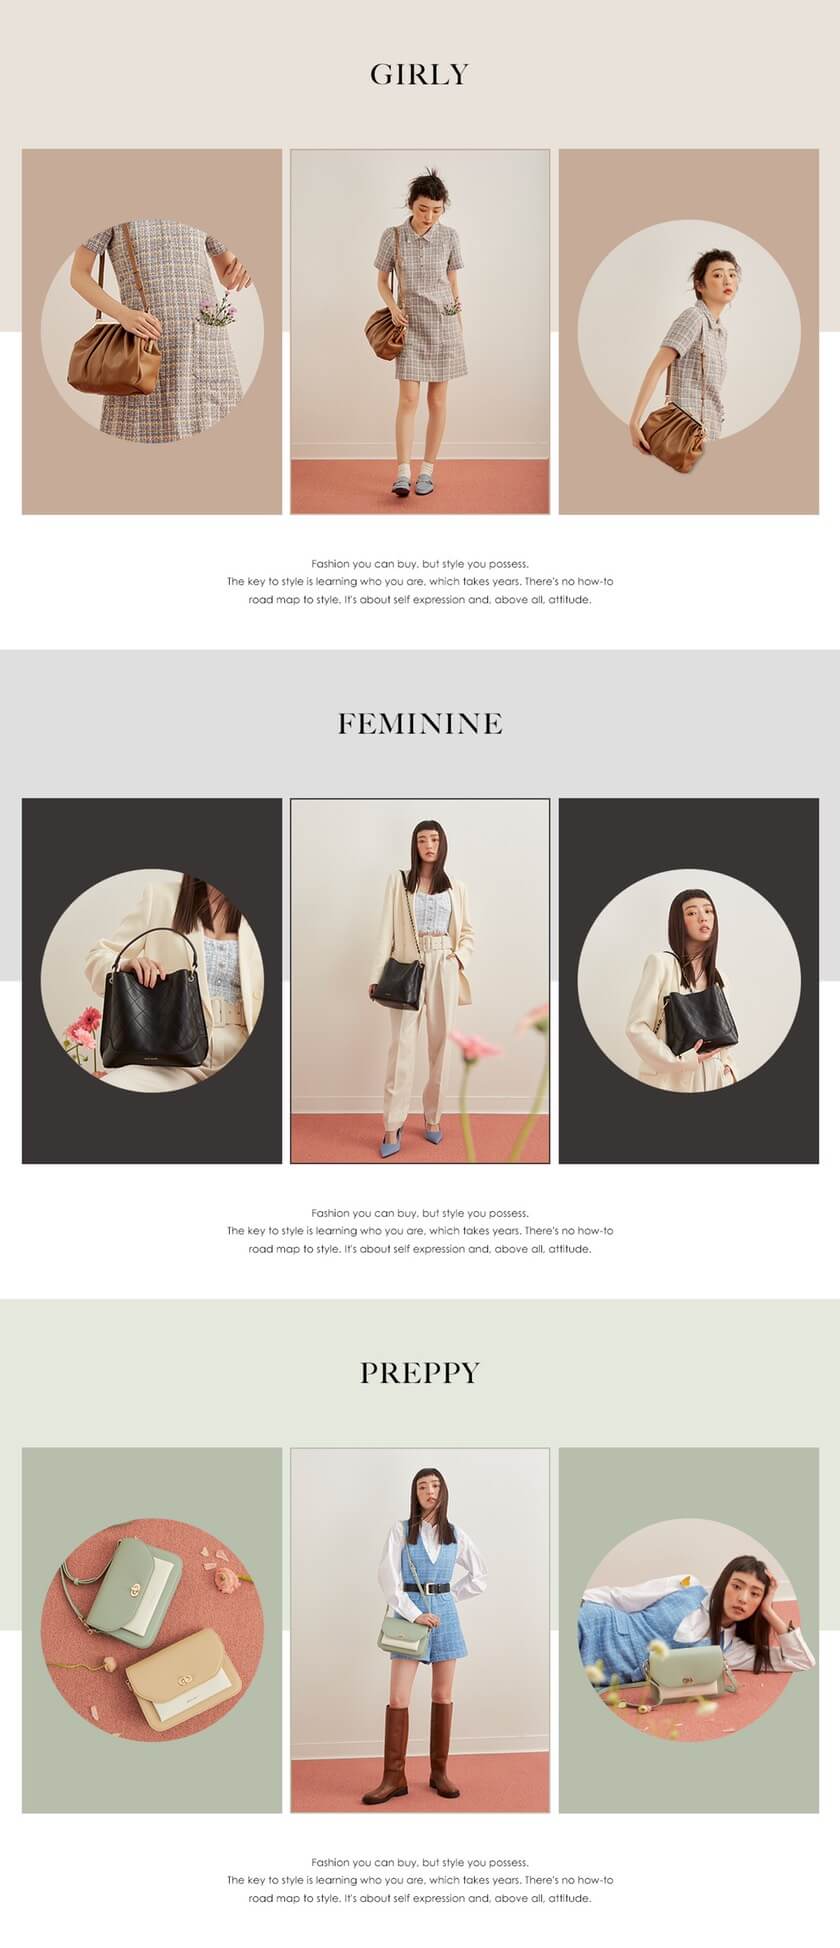 GIRLY
Fashion you can buy, but style you possess.
The key to style is learning who you are, which takes years. There's no how-to
road map to style. It's about self expression and, above all, attitude.
FEMININE
Fashion you can buy, but style you possess.
The key to style is learning who you are, which takes years. There's no how-to
road map to style. It's about self expression and, above all, attitude.
PREPPY
Fashion you can buy, but style you possess.
The key to style is learning who you are, which takes years. There's no how-to
road map to style. It's about self expression and, above all, attitude.